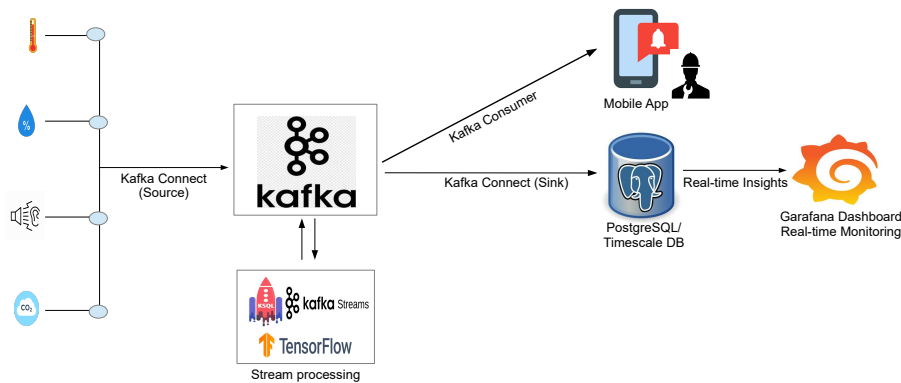 %
CO₂
Kafka Connect
(Source)
kafka
KSQL
kafka Streams
TensorFlow
Stream processing
Kafka Consumer
Mobile App
Kafka Connect (Sink)
PostgreSQL/
Timescale DB
Real-time Insights
Garafana Dashboard
Real-time Monitoring